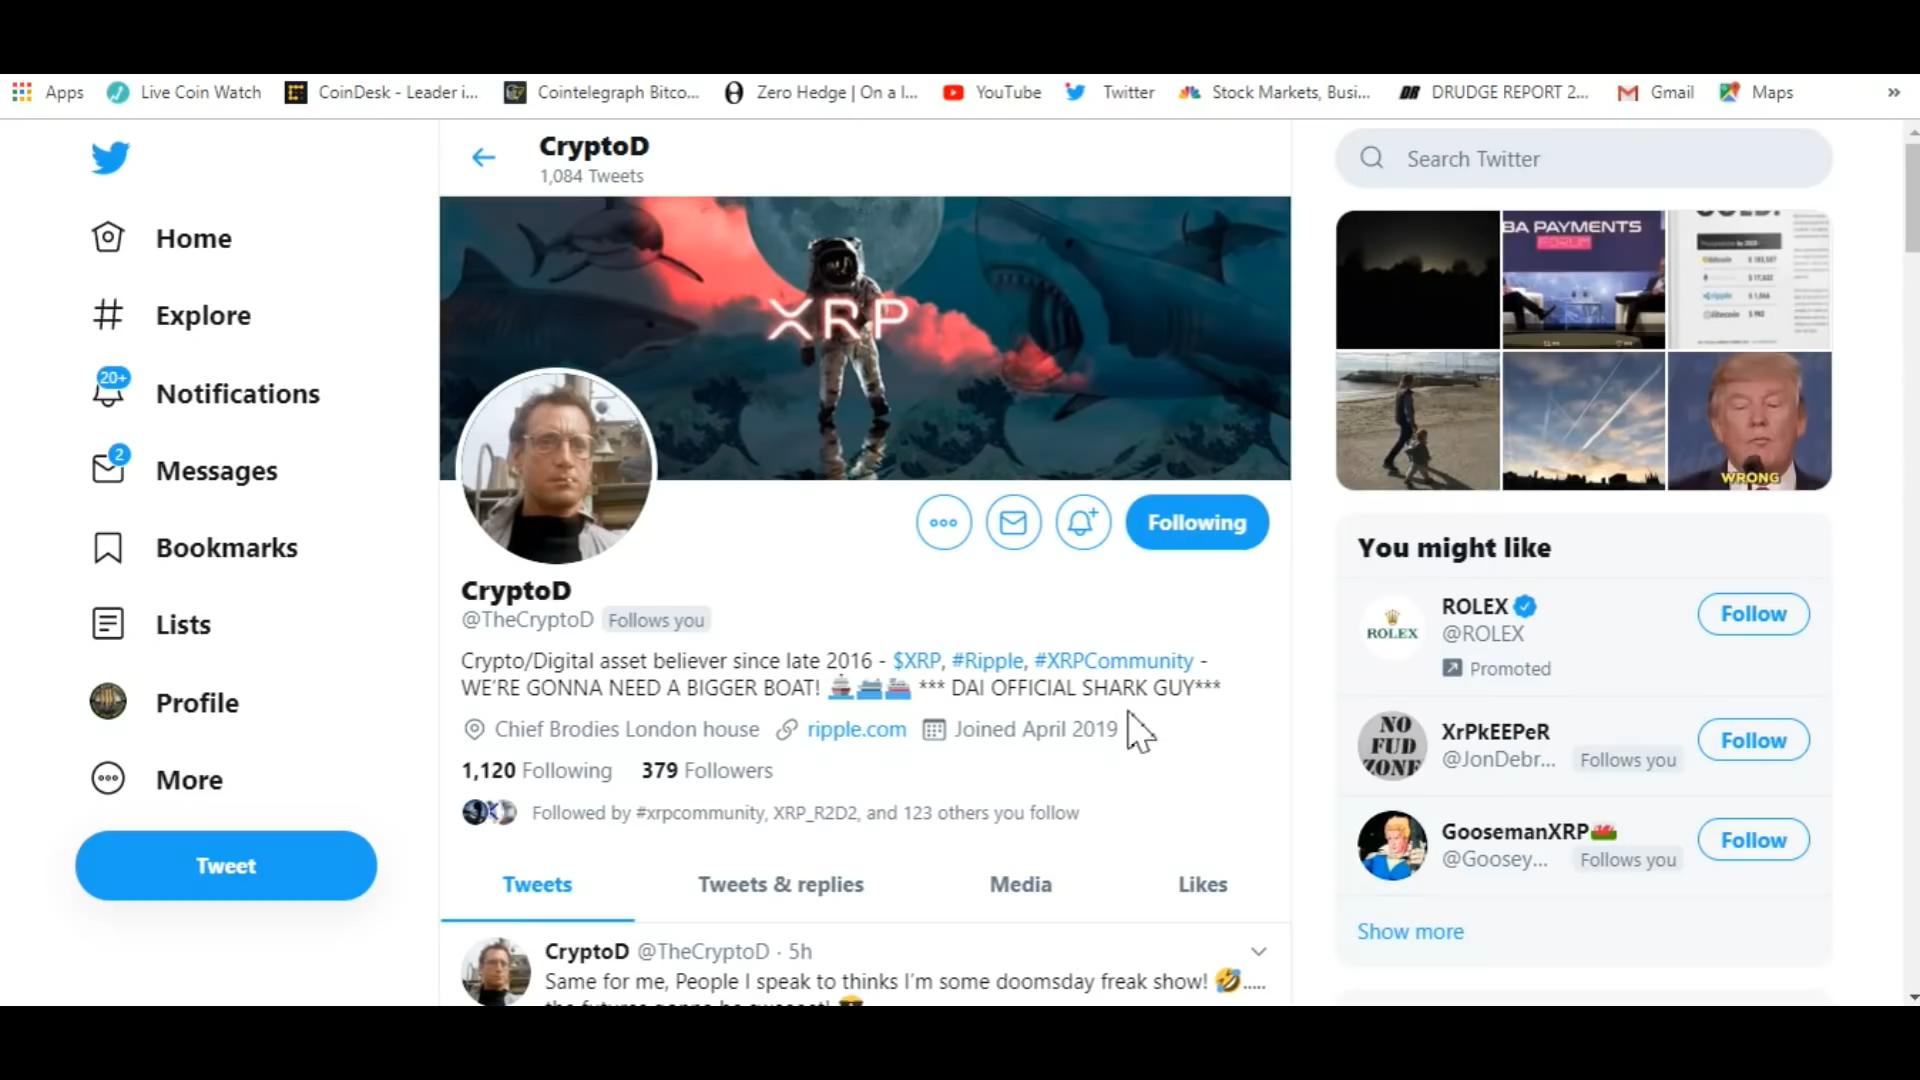 Apps Live Coin Watch CoinDesk - Leader i... Cointelegraph Bitco... Zero Hedge | On a l... YouTube Twitter Stock Markets, Busi... DRUDGE REPORT 2... Gmail Maps »
CryptoD
1,084 Tweets
Search Twitter
Home
Explore
20+
Notifications
2
Messages
Bookmarks
Lists
Profile
More
Tweet
XRP
Following
CryptoD
@TheCryptoD Follows you
Crypto/Digital asset believer since late 2016 - $XRP, #Ripple, #XRPCommunity -
WE'RE GONNA NEED A BIGGER BOAT! 🚢 *** DAI OFFICIAL SHARK GUY***
Chief Brodies London house ripple.com Joined April 2019
1,120 Following 379 Followers
Followed by #xrpcommunity, XRP_R2D2, and 123 others you follow
Tweets Tweets & replies Media Likes
CryptoD @TheCryptoD · 5h
Same for me, People I speak to thinks I'm some doomsday freak show! 🤣.....
BA PAYMENTS
FORUM
WRONG
You might like
ROLEX
ROLEX
@ROLEX
Promoted
Follow
NO
FUD
ZONE
XrPkEEPeR
@JonDebr... Follows you
Follow
GoosemanXRP🏴󠁧󠁢󠁷󠁬󠁳󠁿
@Goosey... Follows you
Follow
Show more